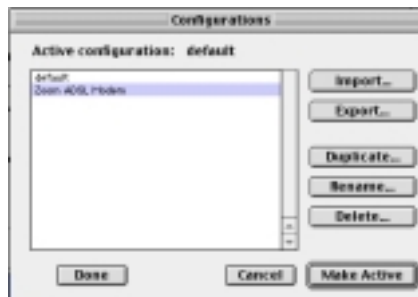 Configurations
Active configuration: default
default
Zoom ADSL Modem
Import...
Export...
Duplicate...
Rename...
Delete...
Done
Cancel
Make Active